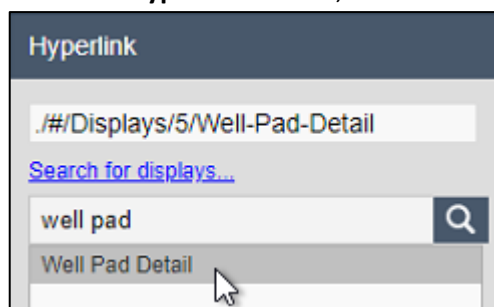 Hyperlink
./#/Displays/5/Well-Pad-Detail
Search for displays...
well pad
Well Pad Detail